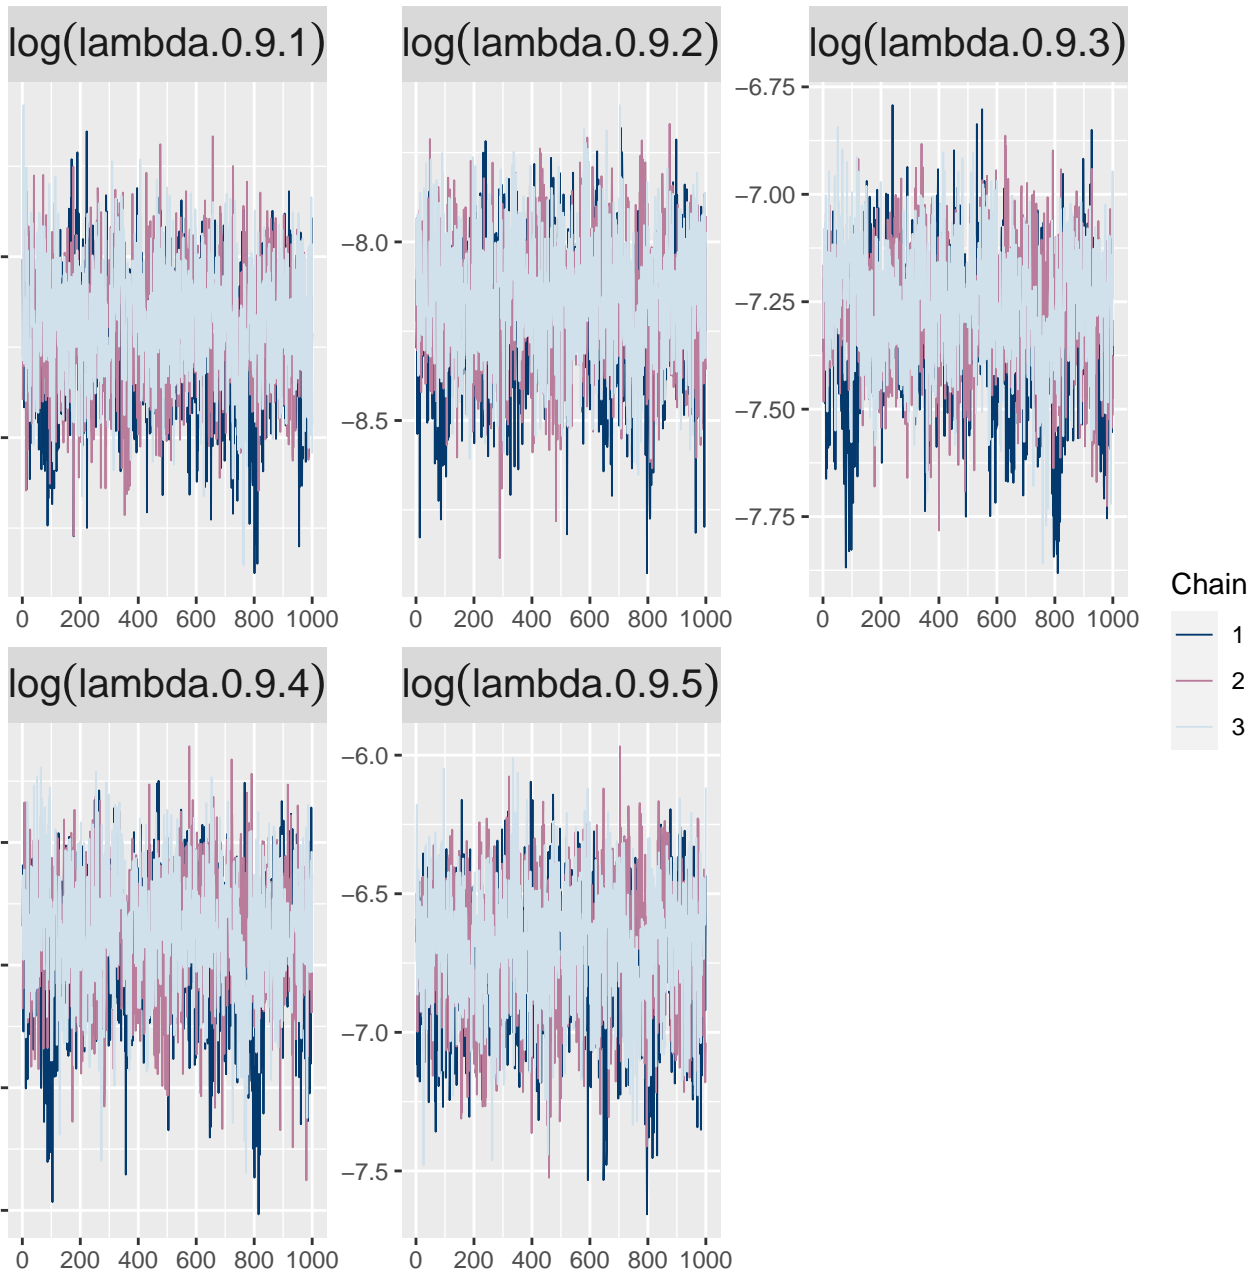 log(lambda.0.9.1) log(lambda.0.9.2) log(lambda.0.9.3)
−6.75
−7.00
−8.0
−7.25
−7.50
−8.5
−7.75
0 200 400 600 800 1000 0 200 400 600 800 1000 0 200 400 600 800 1000
Chain
1
2
3
log(lambda.0.9.4) log(lambda.0.9.5)
−6.0
−6.5
−7.0
−7.5
0 200 400 600 800 1000 0 200 400 600 800 1000